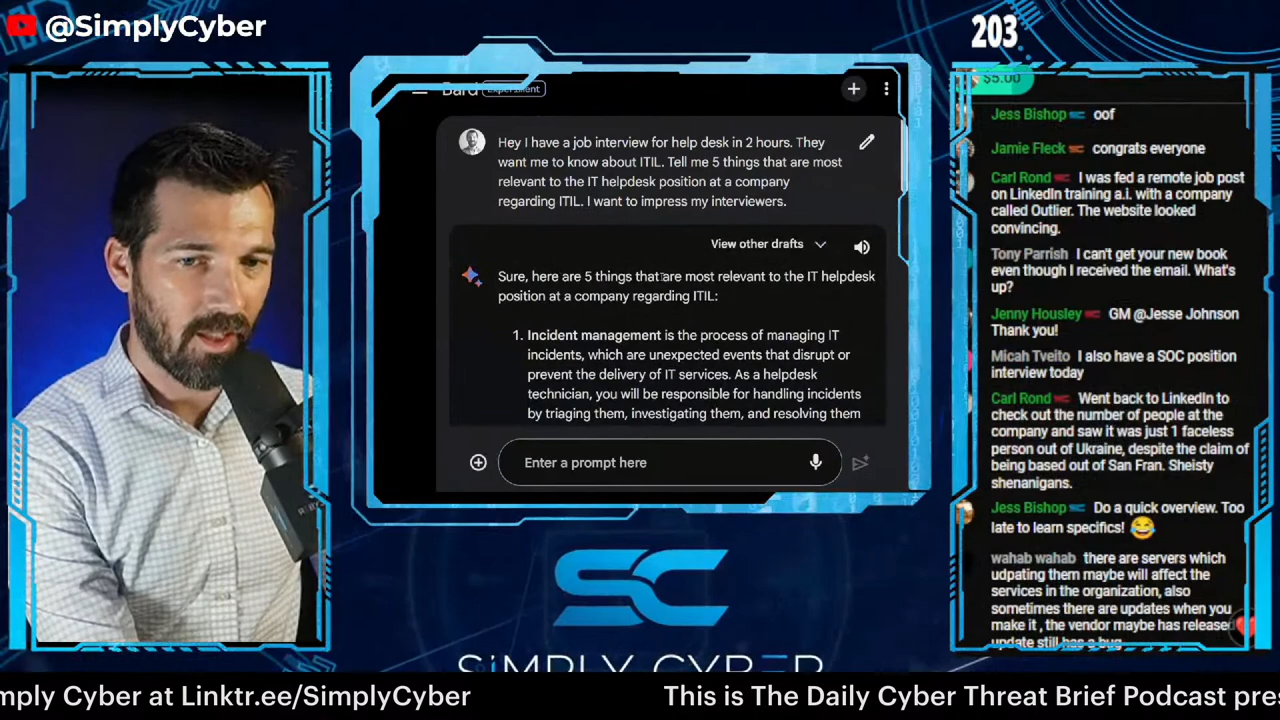 @SimplyCyber
203
Bard Experiment
Hey I have a job interview for help desk in 2 hours. They
want me to know about ITIL. Tell me 5 things that are most
relevant to the IT helpdesk position at a company
regarding ITIL. I want to impress my interviewers.
View other drafts
Sure, here are 5 things that are most relevant to the IT helpdesk
position at a company regarding ITIL:
1. Incident management is the process of managing IT
incidents, which are unexpected events that disrupt or
prevent the delivery of IT services. As a helpdesk
technician, you will be responsible for handling incidents
by triaging them, investigating them, and resolving them
Enter a prompt here
$5.00
Jess Bishop oof
Jamie Fleck congrats everyone
Carl Rond I was fed a remote job post
on LinkedIn training a.i. with a company
called Outlier. The website looked
convincing.
Tony Parrish I can't get your new book
even though I received the email. What's
up?
Jenny Housley GM @Jesse Johnson
Thank you!
Micah Tveito I also have a SOC position
interview today
Carl Rond Went back to LinkedIn to
check out the number of people at the
company and saw it was just 1 faceless
person out of Ukraine, despite the claim of
being based out of San Fran. Sheisty
shenanigans.
Jess Bishop Do a quick overview. Too
late to learn specifics! 😂
wahab wahab there are servers which
udpating them maybe will affect the
services in the organization, also
sometimes there are updates when you
make it , the vendor maybe has released
update still has a bug
SC
SIMPLY CYBER
mply Cyber at Linktr.ee/SimplyCyber
This is The Daily Cyber Threat Brief Podcast pres